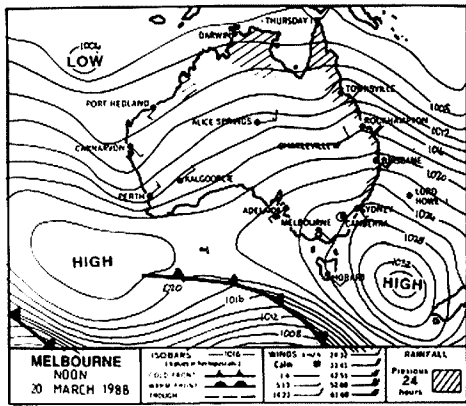 THURSDAY I
DARWIN
1004
LOW
TOWNSVILLE
PORT HEDLAND
1008
ALICE SPRINGS
ROCKHAMPTON
1012
CARNARVON
CHARLEVILLE
1016
BRISBANE
KALGOORLIE
1020
PERTH
LORD HOWE
ADELAIDE
SYDNEY
1024
MELBOURNE
CANBERRA
1028
HIGH
1032
HOBART
HIGH
1020
1016
1012
1008
MELBOURNE
NOON
20 MARCH 1988
ISOBARS 1016
COLD FRONT
WARM FRONT
TROUGH
WINDS
Calm
RAINFALL
Previous
24
hours